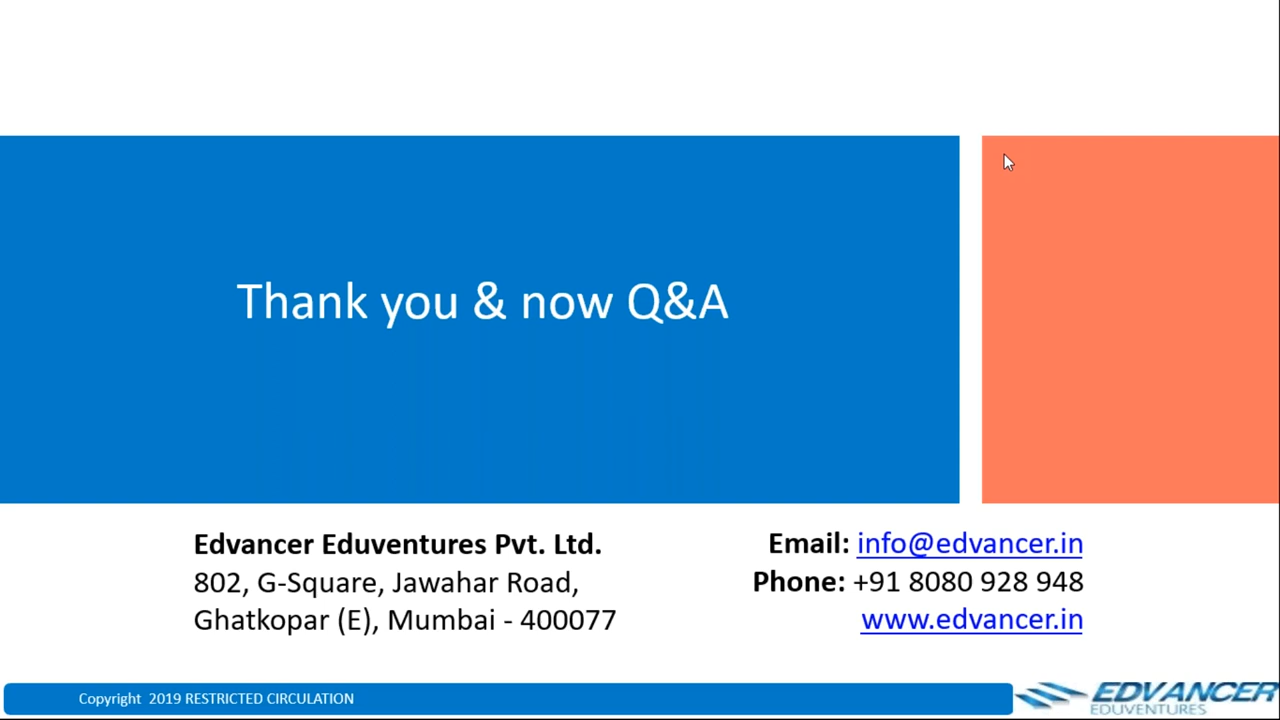 Thank you & now Q&A
Edvancer Eduventures Pvt. Ltd.
802, G-Square, Jawahar Road,
Ghatkopar (E), Mumbai - 400077
Email: info@edvancer.in
Phone: +91 8080 928 948
www.edvancer.in
Copyright 2019 RESTRICTED CIRCULATION
EDVANCER
EDUVENTURES